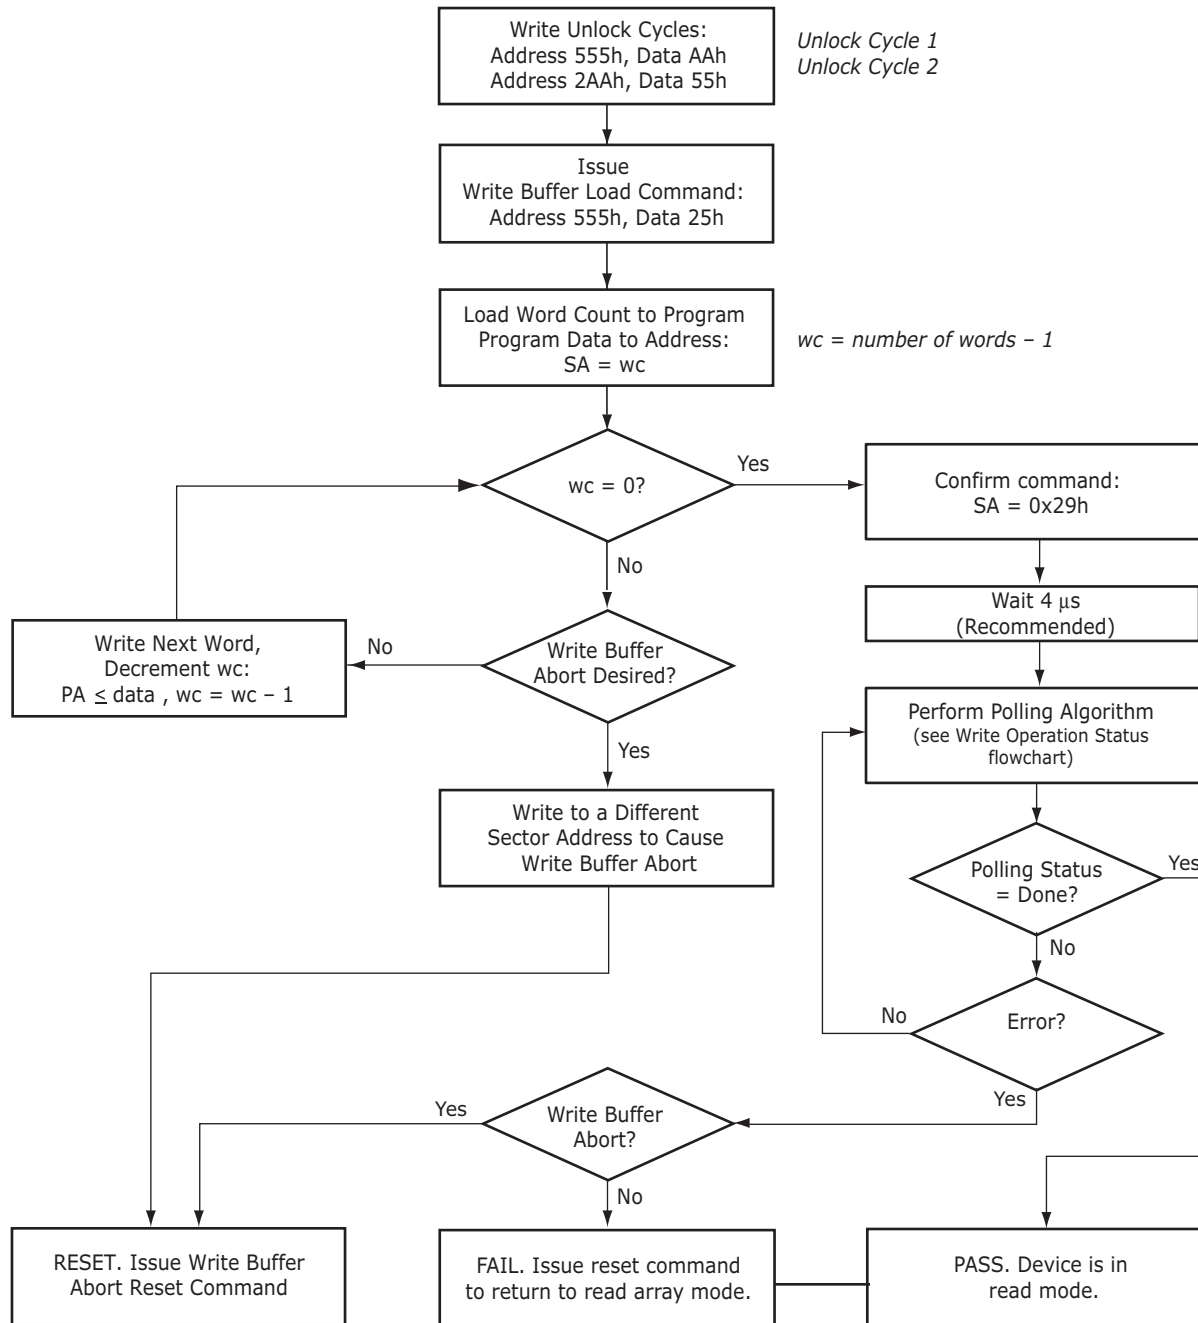 Write Unlock Cycles:
Address 555h, Data AAh
Address 2AAh, Data 55h
Unlock Cycle 1
Unlock Cycle 2
Issue
Write Buffer Load Command:
Address 555h, Data 25h
Load Word Count to Program
Program Data to Address:
SA = wc
wc = number of words – 1
wc = 0?
Yes
No
Confirm command:
SA = 0x29h
Wait 4 μs
(Recommended)
Write Next Word,
Decrement wc:
PA ≤ data , wc = wc – 1
No
Write Buffer
Abort Desired?
Yes
Perform Polling Algorithm
(see Write Operation Status
flowchart)
Write to a Different
Sector Address to Cause
Write Buffer Abort
Polling Status
= Done?
Yes
No
Error?
No
Yes
Write Buffer
Abort?
Yes
No
RESET. Issue Write Buffer
Abort Reset Command
FAIL. Issue reset command
to return to read array mode.
PASS. Device is in
read mode.